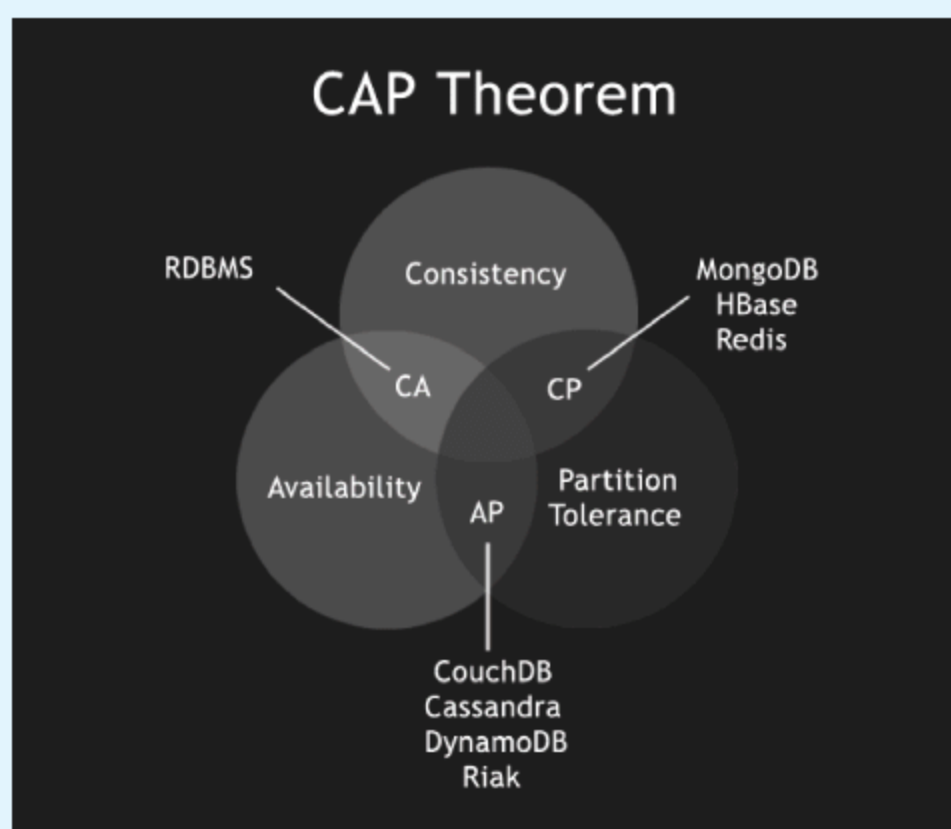 CAP Theorem
RDBMS
Consistency
MongoDB
HBase
Redis
CA
CP
Availability
AP
Partition
Tolerance
CouchDB
Cassandra
DynamoDB
Riak